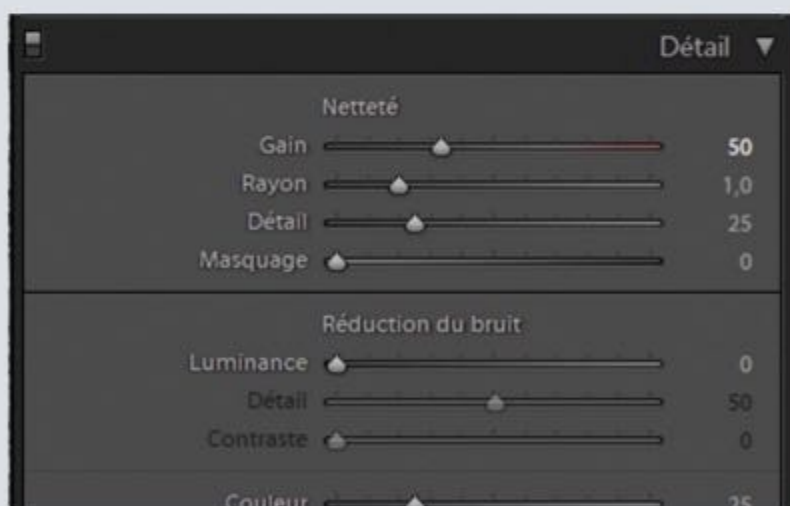 Détail ▼
Netteté
Gain 50
Rayon 1,0
Détail 25
Masquage 0
Réduction du bruit
Luminance 0
Détail 50
Contraste 0
Couleur 25